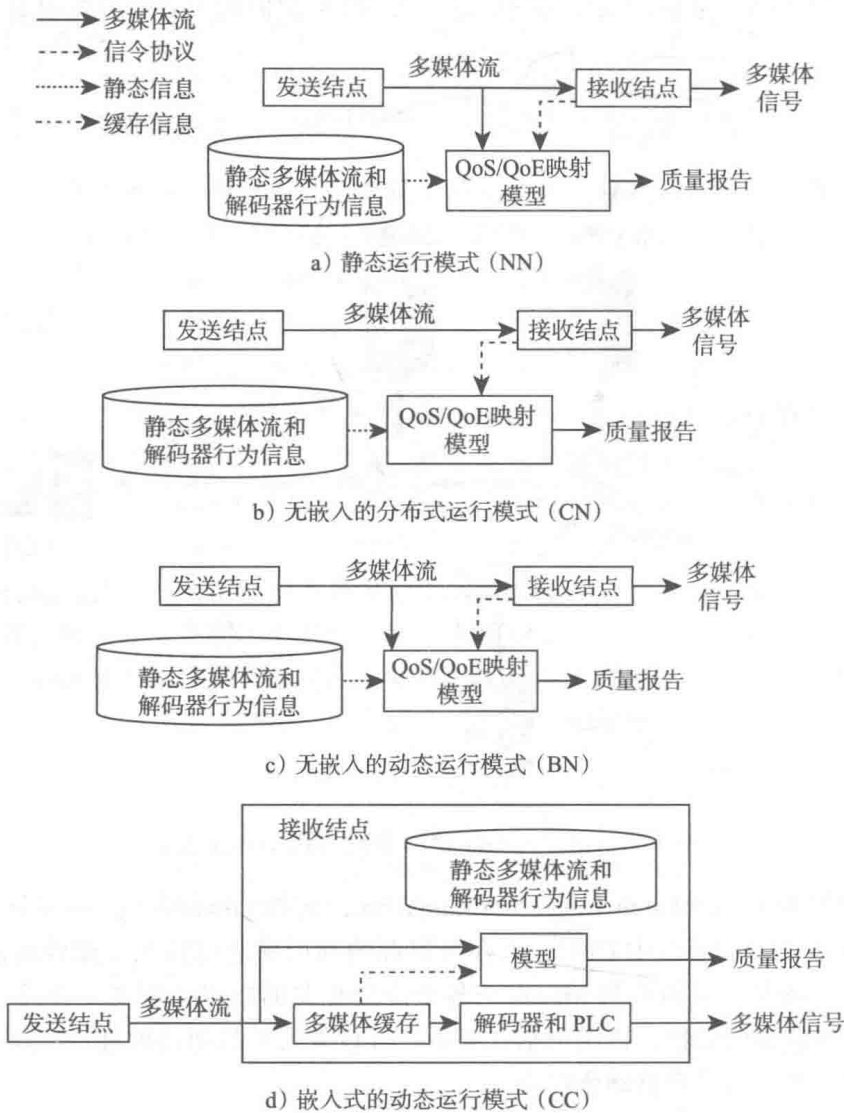 多媒体流
信令协议
静态信息
缓存信息
发送结点
多媒体流
接收结点
多媒体
信号
静态多媒体流和
解码器行为信息
QoS/QoE映射
模型
质量报告
a）静态运行模式（NN）
发送结点
多媒体流
接收结点
多媒体
信号
静态多媒体流和
解码器行为信息
QoS/QoE映射
模型
质量报告
b）无嵌入的分布式运行模式（CN）
发送结点
多媒体流
接收结点
多媒体
信号
静态多媒体流和
解码器行为信息
QoS/QoE映射
模型
质量报告
c）无嵌入的动态运行模式（BN）
接收结点
静态多媒体流和
解码器行为信息
模型
质量报告
发送结点
多媒体流
多媒体缓存
解码器和 PLC
多媒体信号
d）嵌入式的动态运行模式（CC）